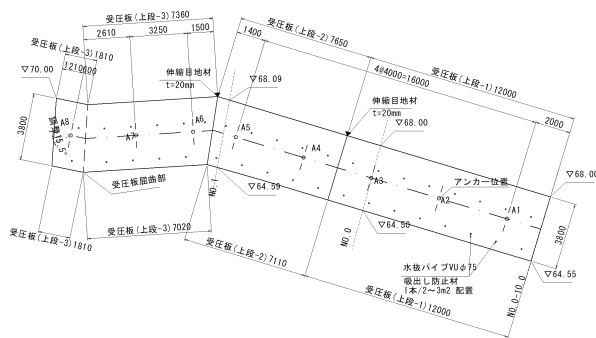 受圧板(上段-3)7360
2610
3250
1500
受圧板(上段-3)1810
1210600
▽70.00
3800
A8
A7
A6
伸縮目地材
t=20mm
▽68.09
受圧板(上段-2)7650
1400
4@4000=16000
受圧板(上段-1)12000
2000
伸縮目地材
t=20mm
▽68.00
▽68.00
A5
A4
A3
アンカー位置
A2
A1
3800
受圧板屈曲部
▽64.59
NO.1
受圧板(上段-3)7020
受圧板(上段-3)1810
▽64.50
NO.0
受圧板(上段-2)7110
水抜パイプVUφ75
吸出し防止材
1本/2～3m2 配置
▽64.55
受圧板(上段-1)12000
NO.0-10.0